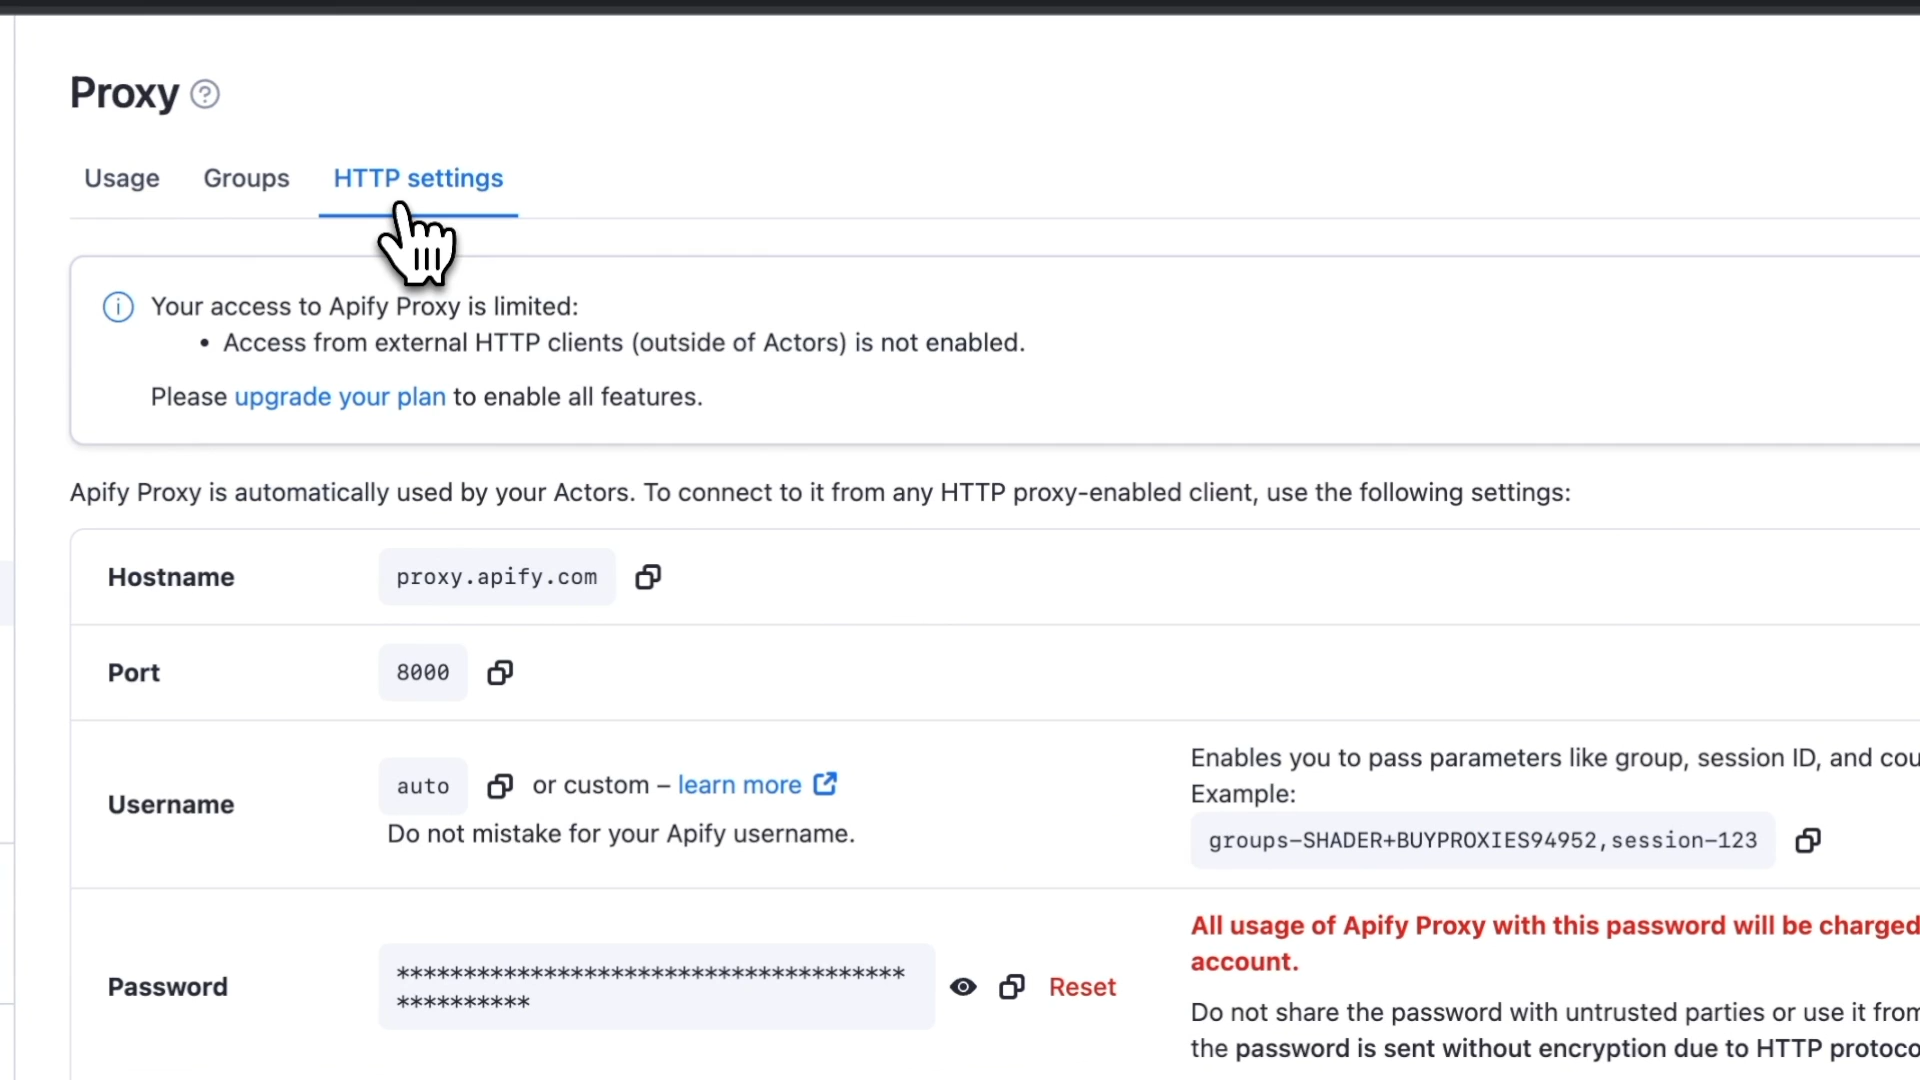 Proxy
Usage Groups HTTP settings
Your access to Apify Proxy is limited:
• Access from external HTTP clients (outside of Actors) is not enabled.
Please upgrade your plan to enable all features.
Apify Proxy is automatically used by your Actors. To connect to it from any HTTP proxy-enabled client, use the following settings:
Hostname proxy.apify.com
Port 8000
Username auto or custom – learn more
Do not mistake for your Apify username.
Enables you to pass parameters like group, session ID, and cou
Example:
groups-SHADER+BUYPROXIES94952,session-123
Password **************************************
**********
Reset
All usage of Apify Proxy with this password will be charged
account.
Do not share the password with untrusted parties or use it from
the password is sent without encryption due to HTTP protoco